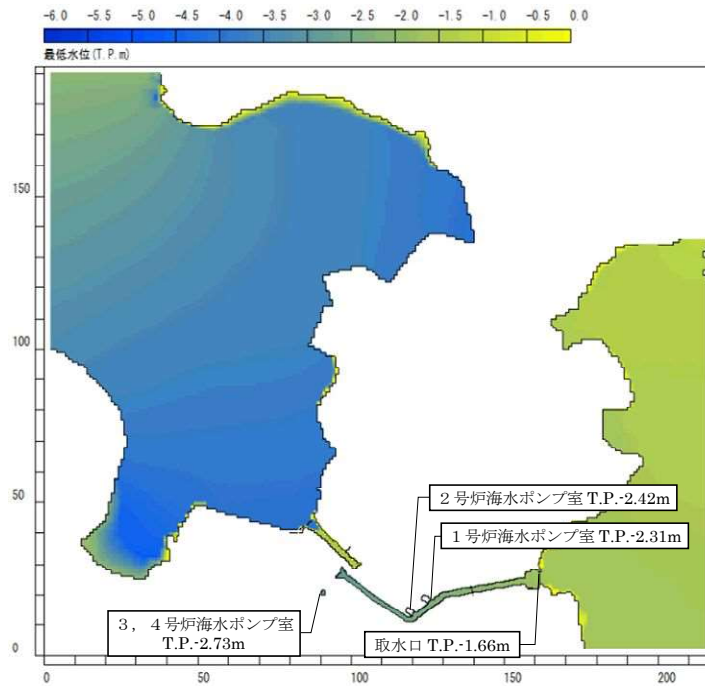 -6.0 -5.5 -5.0 -4.5 -4.0 -3.5 -3.0 -2.5 -2.0 -1.5 -1.0 -0.5 0.0
最低水位(T.P.m)
150
100
50
0
2号炉海水ポンプ室 T.P.-2.42m
1号炉海水ポンプ室 T.P.-2.31m
3，4号炉海水ポンプ室
T.P.-2.73m
取水口 T.P.-1.66m
0 50 100 150 200